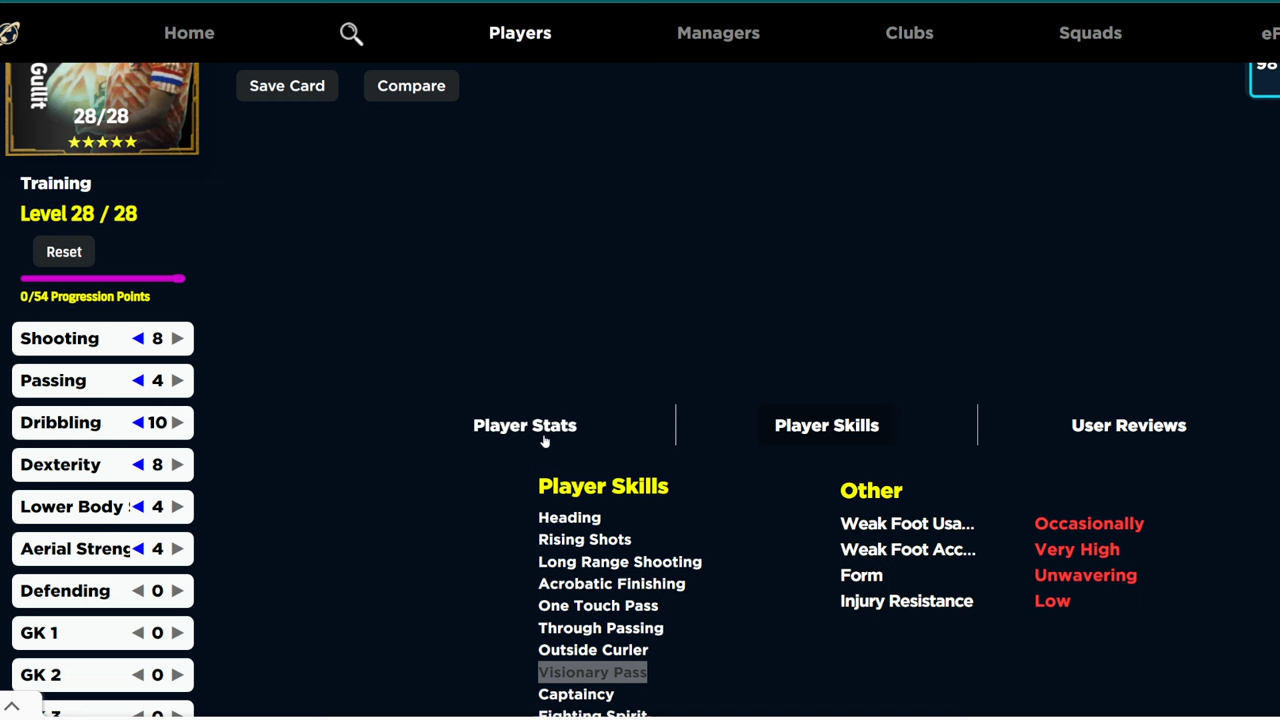 Home
Players
Managers
Clubs
Squads
eF
Gullit
28/28
Save Card
Compare
98
Training
Level 28 / 28
Reset
0/54 Progression Points
Shooting 8
Passing 4
Dribbling 10
Dexterity 8
Lower Body 4
Aerial Streng 4
Defending 0
GK 1 0
GK 2 0
Player Stats
Player Skills
User Reviews
Player Skills
Heading
Rising Shots
Long Range Shooting
Acrobatic Finishing
One Touch Pass
Through Passing
Outside Curler
Visionary Pass
Captaincy
Fighting Spirit
Other
Weak Foot Usa... Occasionally
Weak Foot Acc... Very High
Form Unwavering
Injury Resistance Low